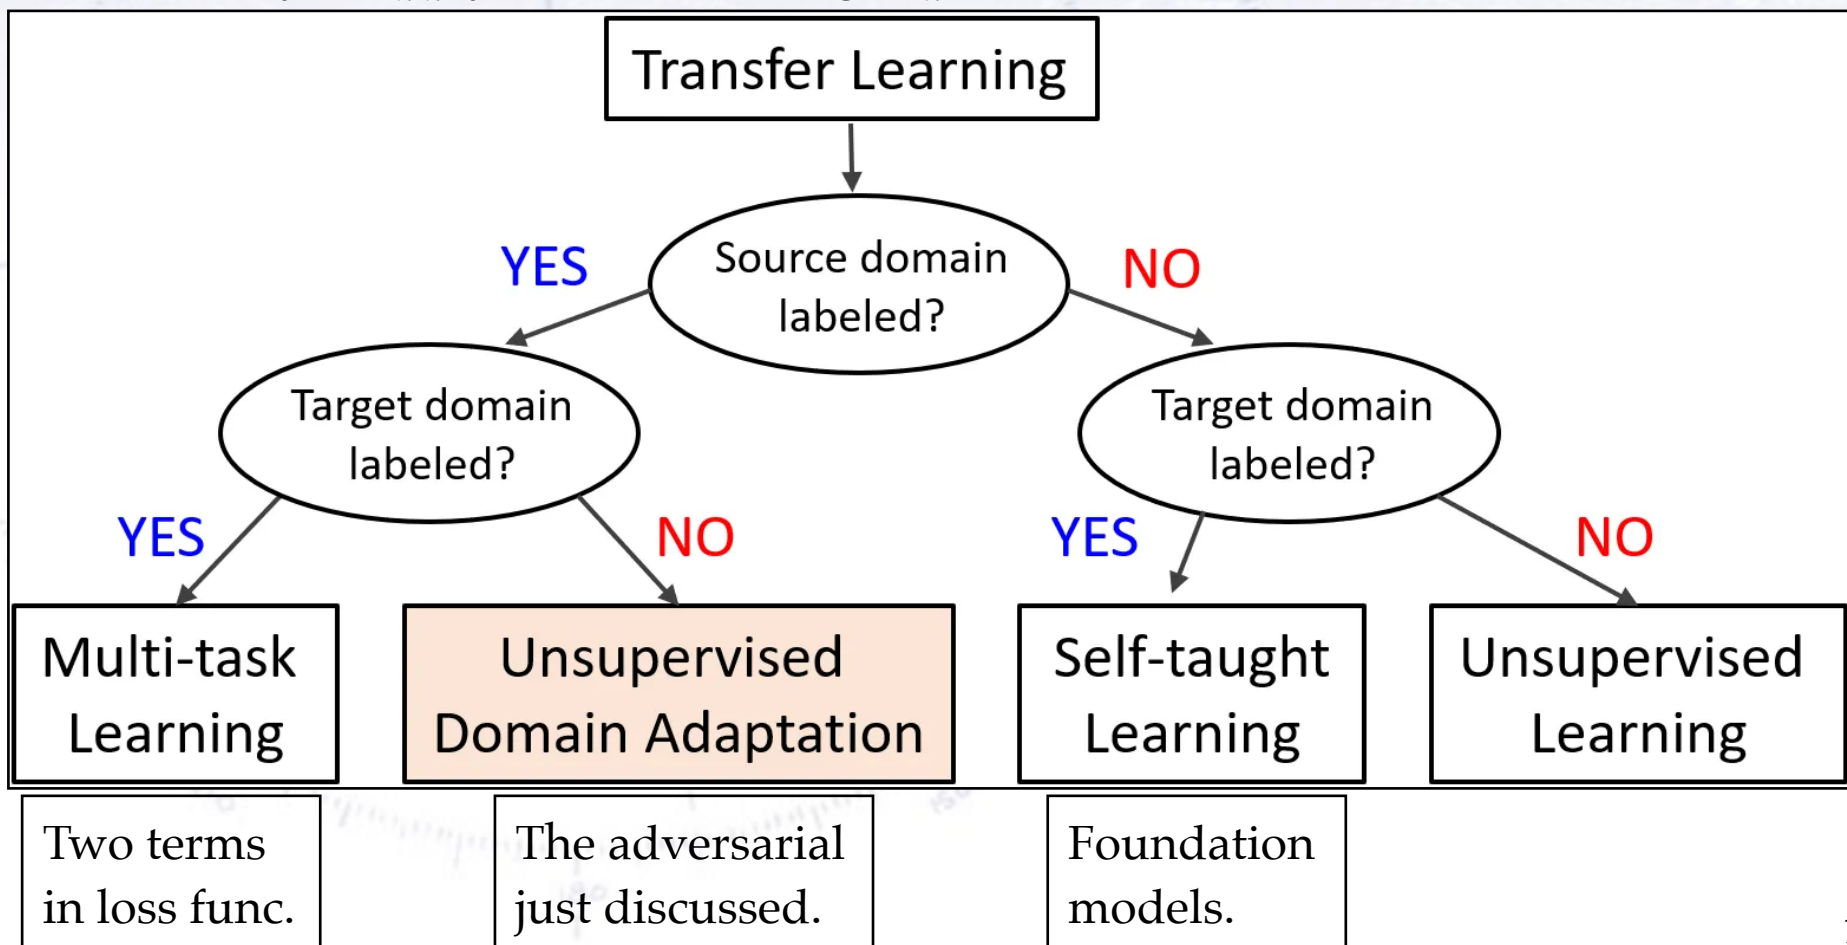 Transfer Learning
YES
Source domain
labeled?
NO
Target domain
labeled?
Target domain
labeled?
YES
NO
YES
NO
Multi-task
Learning
Unsupervised
Domain Adaptation
Self-taught
Learning
Unsupervised
Learning
Two terms
in loss func.
The adversarial
just discussed.
Foundation
models.